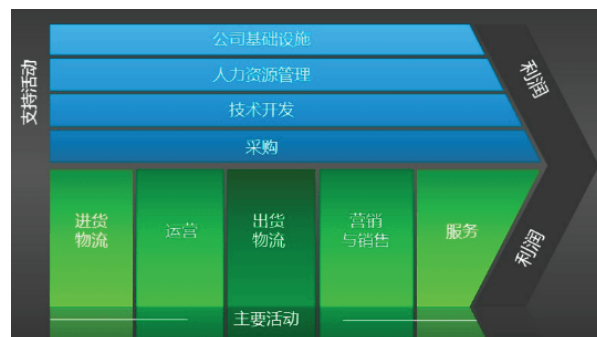 支持活动
公司基础设施
人力资源管理
技术开发
采购
利润
进货
物流
运营
出货
物流
营销
与销售
服务
利润
主要活动